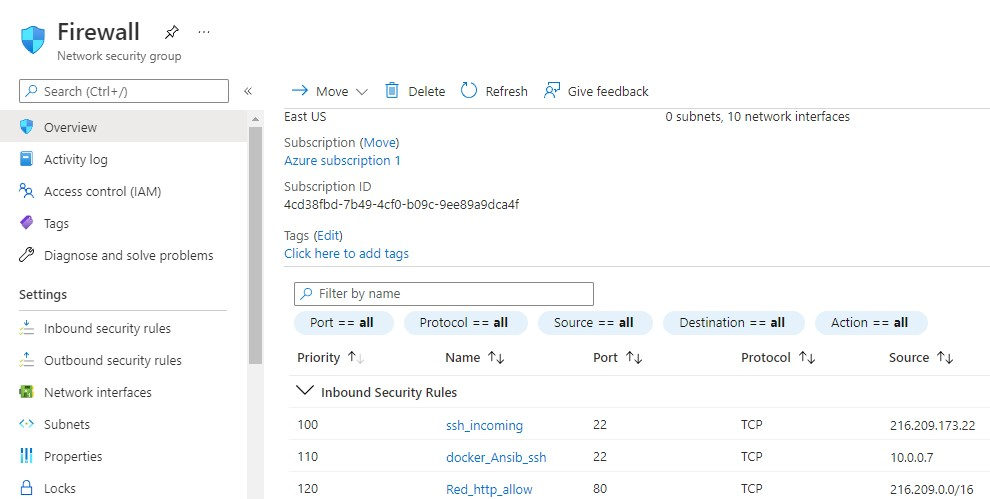 Firewall
Network security group
Search (Ctrl+/)
«
Move
Delete
Refresh
Give feedback
Overview
Activity log
Access control (IAM)
Tags
Diagnose and solve problems
Settings
Inbound security rules
Outbound security rules
Network interfaces
Subnets
Properties
Locks
East US
0 subnets, 10 network interfaces
Subscription (Move)
Azure subscription 1
Subscription ID
4cd38fbd-7b49-4cf0-b09c-9ee89a9dca4f
Tags (Edit)
Click here to add tags
Filter by name
Port == all
Protocol == all
Source == all
Destination == all
Action == all
Priority ↑↓ Name ↑↓ Port ↑↓ Protocol ↑↓ Source ↑↓
Inbound Security Rules
100 ssh_incoming 22 TCP 216.209.173.22
110 docker_Ansib_ssh 22 TCP 10.0.0.7
120 Red_http_allow 80 TCP 216.209.0.0/16